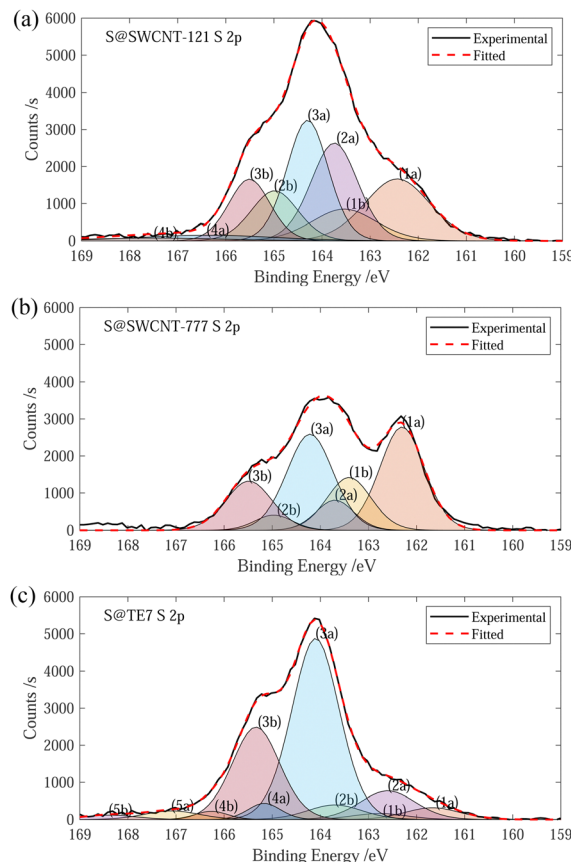 (a)
S@SWCNT-121 S 2p
Experimental
Fitted
6000
5000
4000
3000
2000
1000
0
Counts /s
(3a)
(2a)
(3b)
(2b)
(1a)
(1b)
(4b)
(4a)
169 168 167 166 165 164 163 162 161 160 159
Binding Energy /eV
(b)
S@SWCNT-777 S 2p
Experimental
Fitted
6000
5000
4000
3000
2000
1000
0
Counts /s
(1a)
(3a)
(3b)
(1b)
(2b)
(2a)
169 168 167 166 165 164 163 162 161 160 159
Binding Energy /eV
(c)
S@TE7 S 2p
Experimental
Fitted
6000
5000
4000
3000
2000
1000
0
Counts /s
(3a)
(3b)
(2a)
(5b)
(5a)
(4b)
(4a)
(2b)
(1b)
(1a)
169 168 167 166 165 164 163 162 161 160 159
Binding Energy /eV